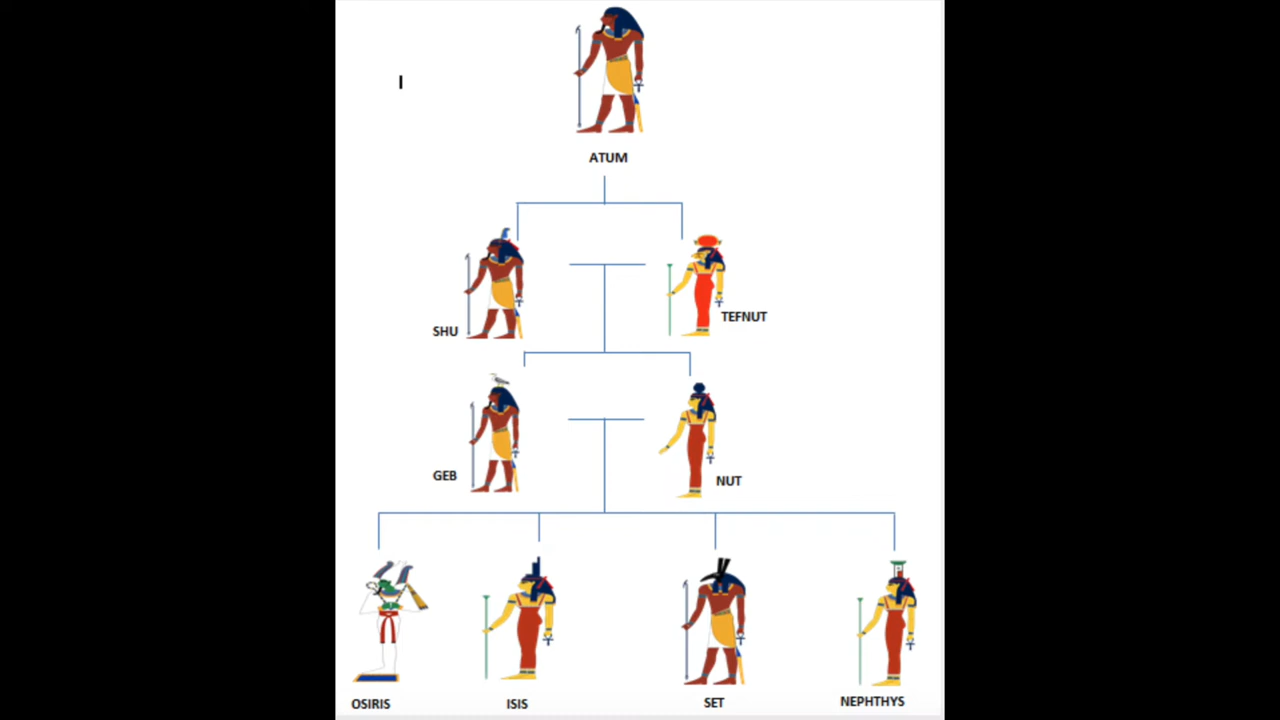 I
ATUM
SHU
TEFNUT
GEB
NUT
OSIRIS
ISIS
SET
NEPHTHYS